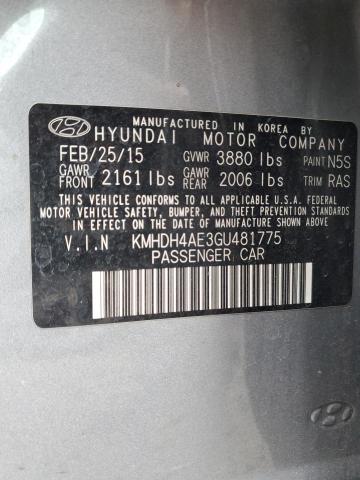 MANUFACTURED IN KOREA BY
HYUNDAI MOTOR COMPANY
FEB/25/15 GVWR 3880 lbs PAINT N5S
GAWR FRONT 2161 lbs GAWR REAR 2006 lbs TRIM RAS
THIS VEHICLE CONFORMS TO ALL APPLICABLE U.S.A. FEDERAL
MOTOR VEHICLE SAFETY, BUMPER, AND THEFT PREVENTION
STANDARDS IN EFFECT ON THE DATE OF MANUFACTURE SHOWN ABOVE.
V.I.N KMHDH4AE3GU481775
PASSENGER CAR